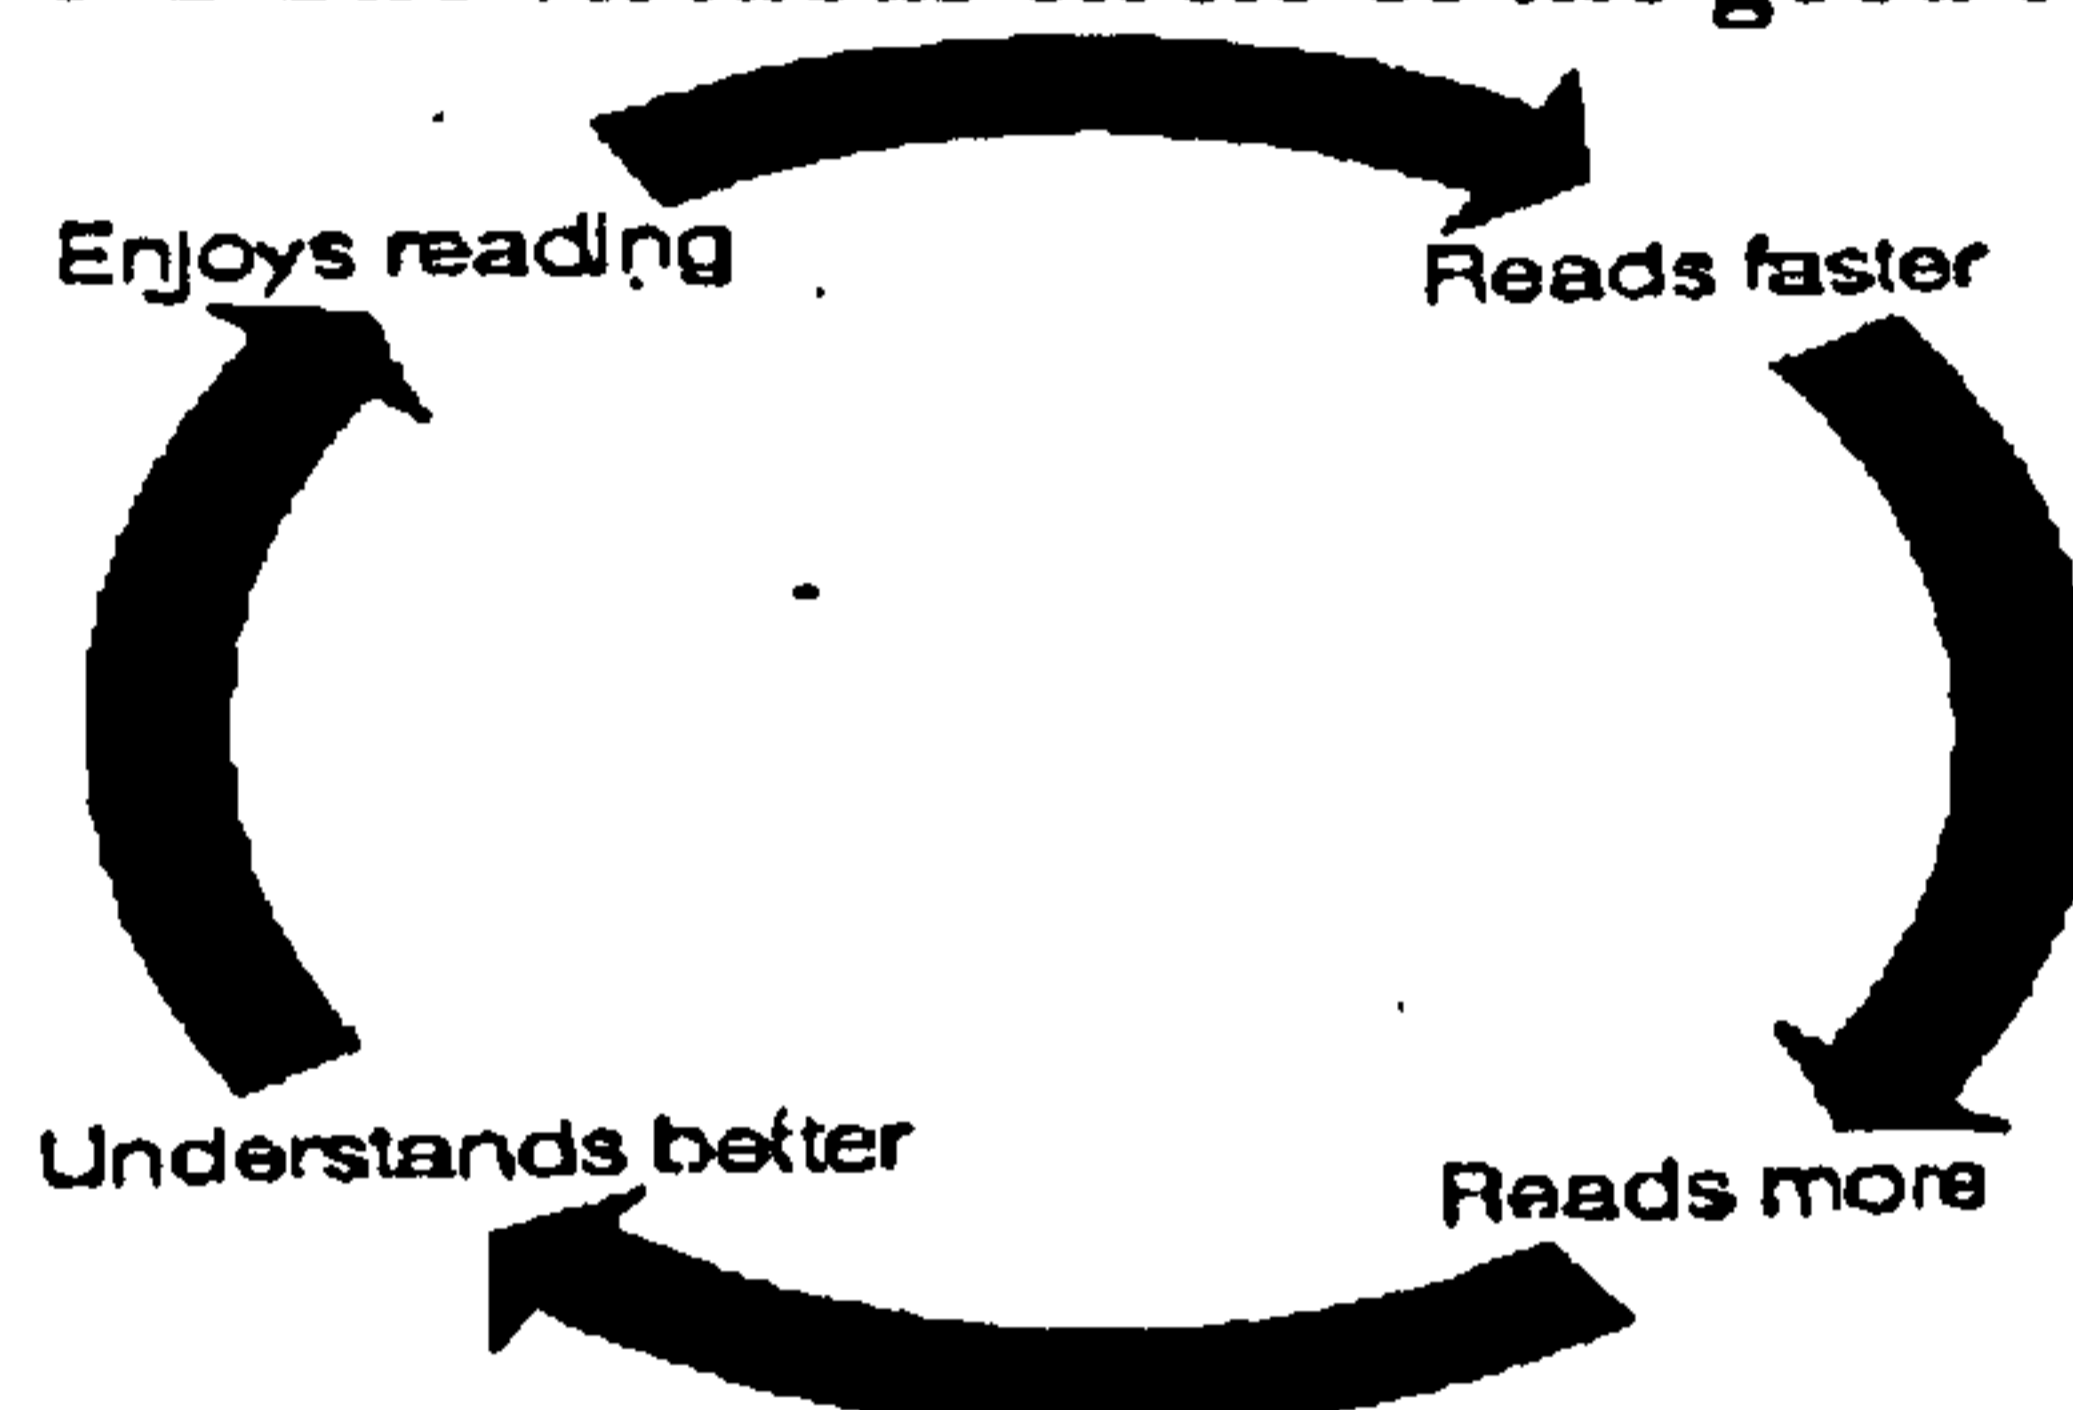 Enjoys reading
Reads faster
Understands better
Reads more